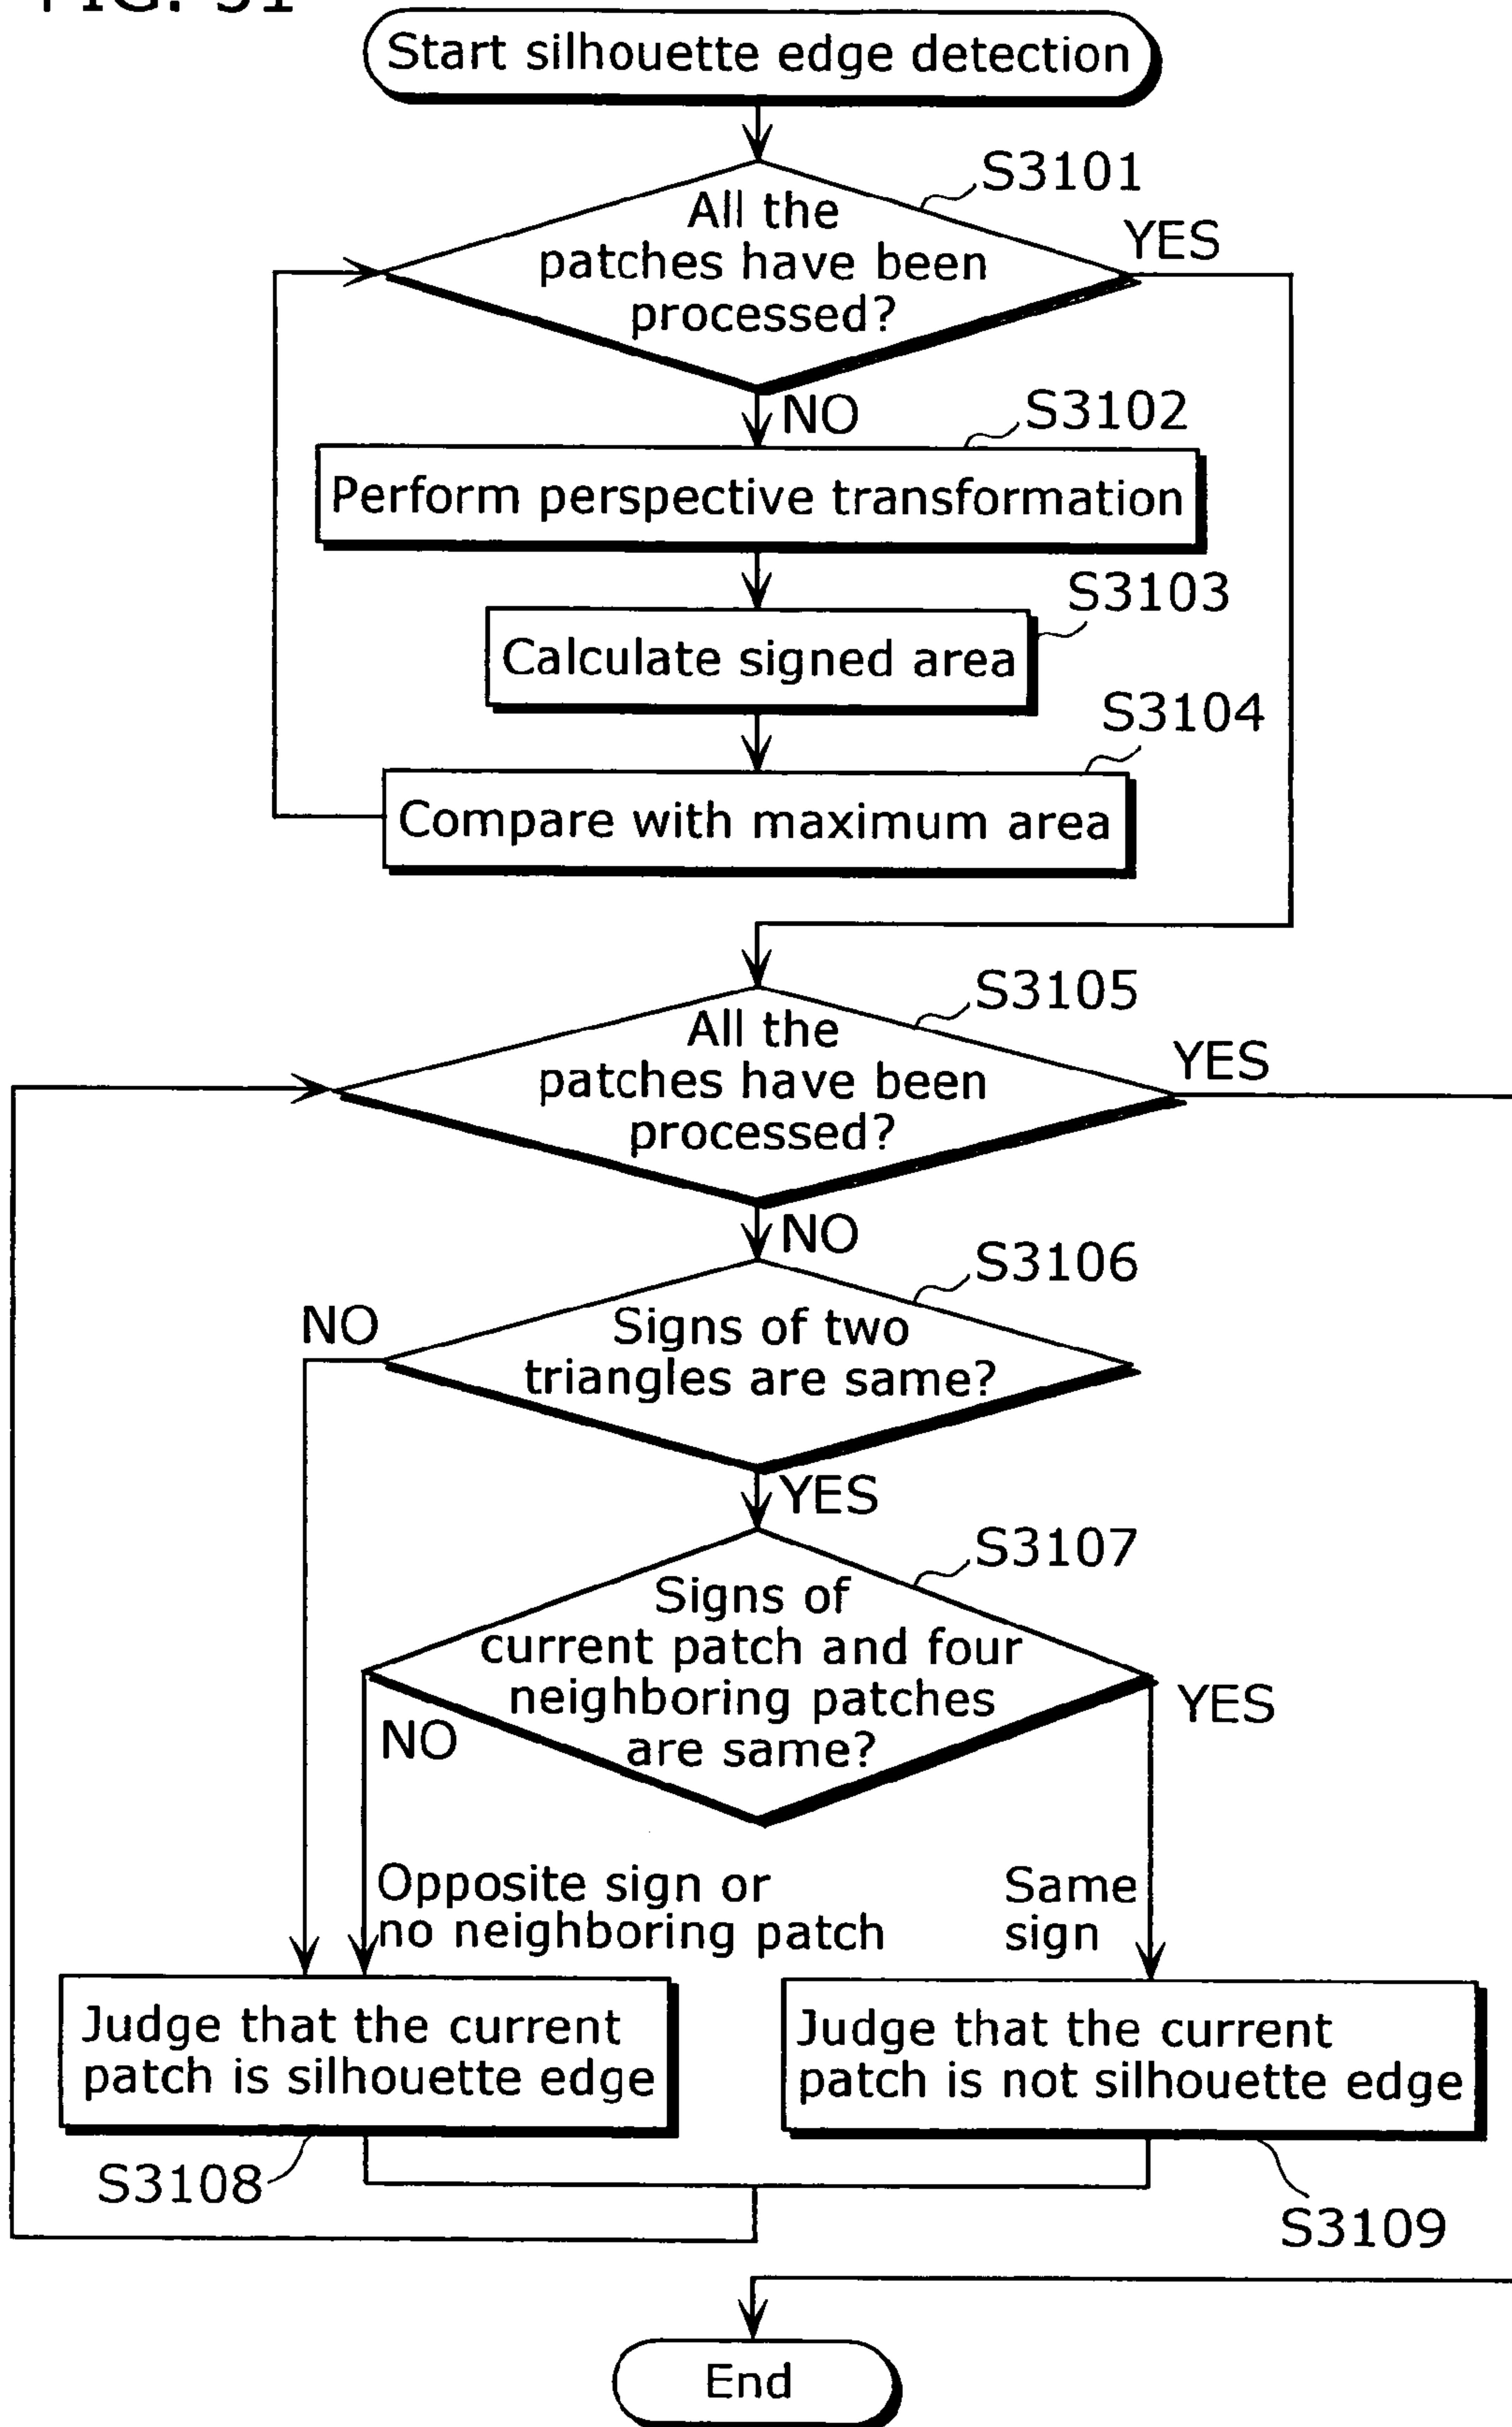 FIG. 31
Start silhouette edge detection
S3101
All the
patches have been
processed?
YES
NO
S3102
Perform perspective transformation
S3103
Calculate signed area
S3104
Compare with maximum area
S3105
All the
patches have been
processed?
YES
NO
S3106
NO
Signs of two
triangles are same?
YES
S3107
Signs of
current patch and four
neighboring patches
are same?
NO
YES
Opposite sign or
no neighboring patch
Same
sign
Judge that the current
patch is silhouette edge
Judge that the current
patch is not silhouette edge
S3108
S3109
End